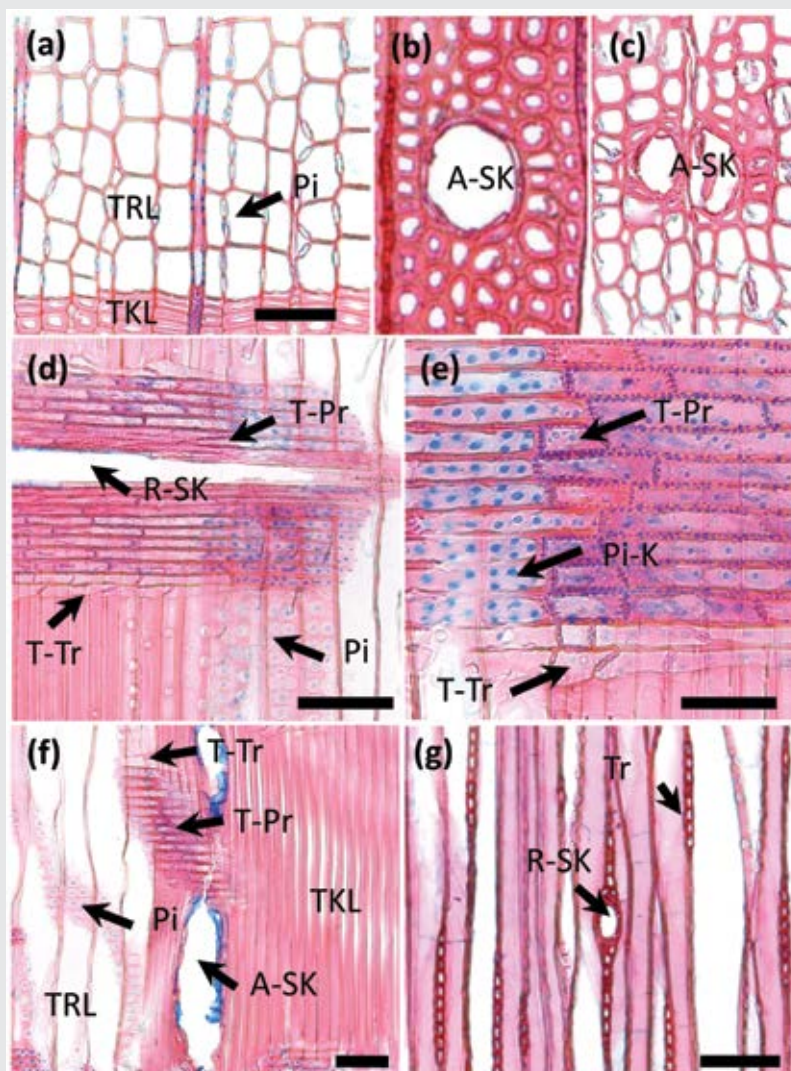 (a)
Pi
TRL
TKL
(b)
A-SK
(c)
A-SK
(d)
T-Pr
R-SK
T-Tr
Pi
(e)
T-Pr
Pi-K
T-Tr
(f)
T-Tr
T-Pr
Pi
TKL
A-SK
TRL
(g)
Tr
R-SK